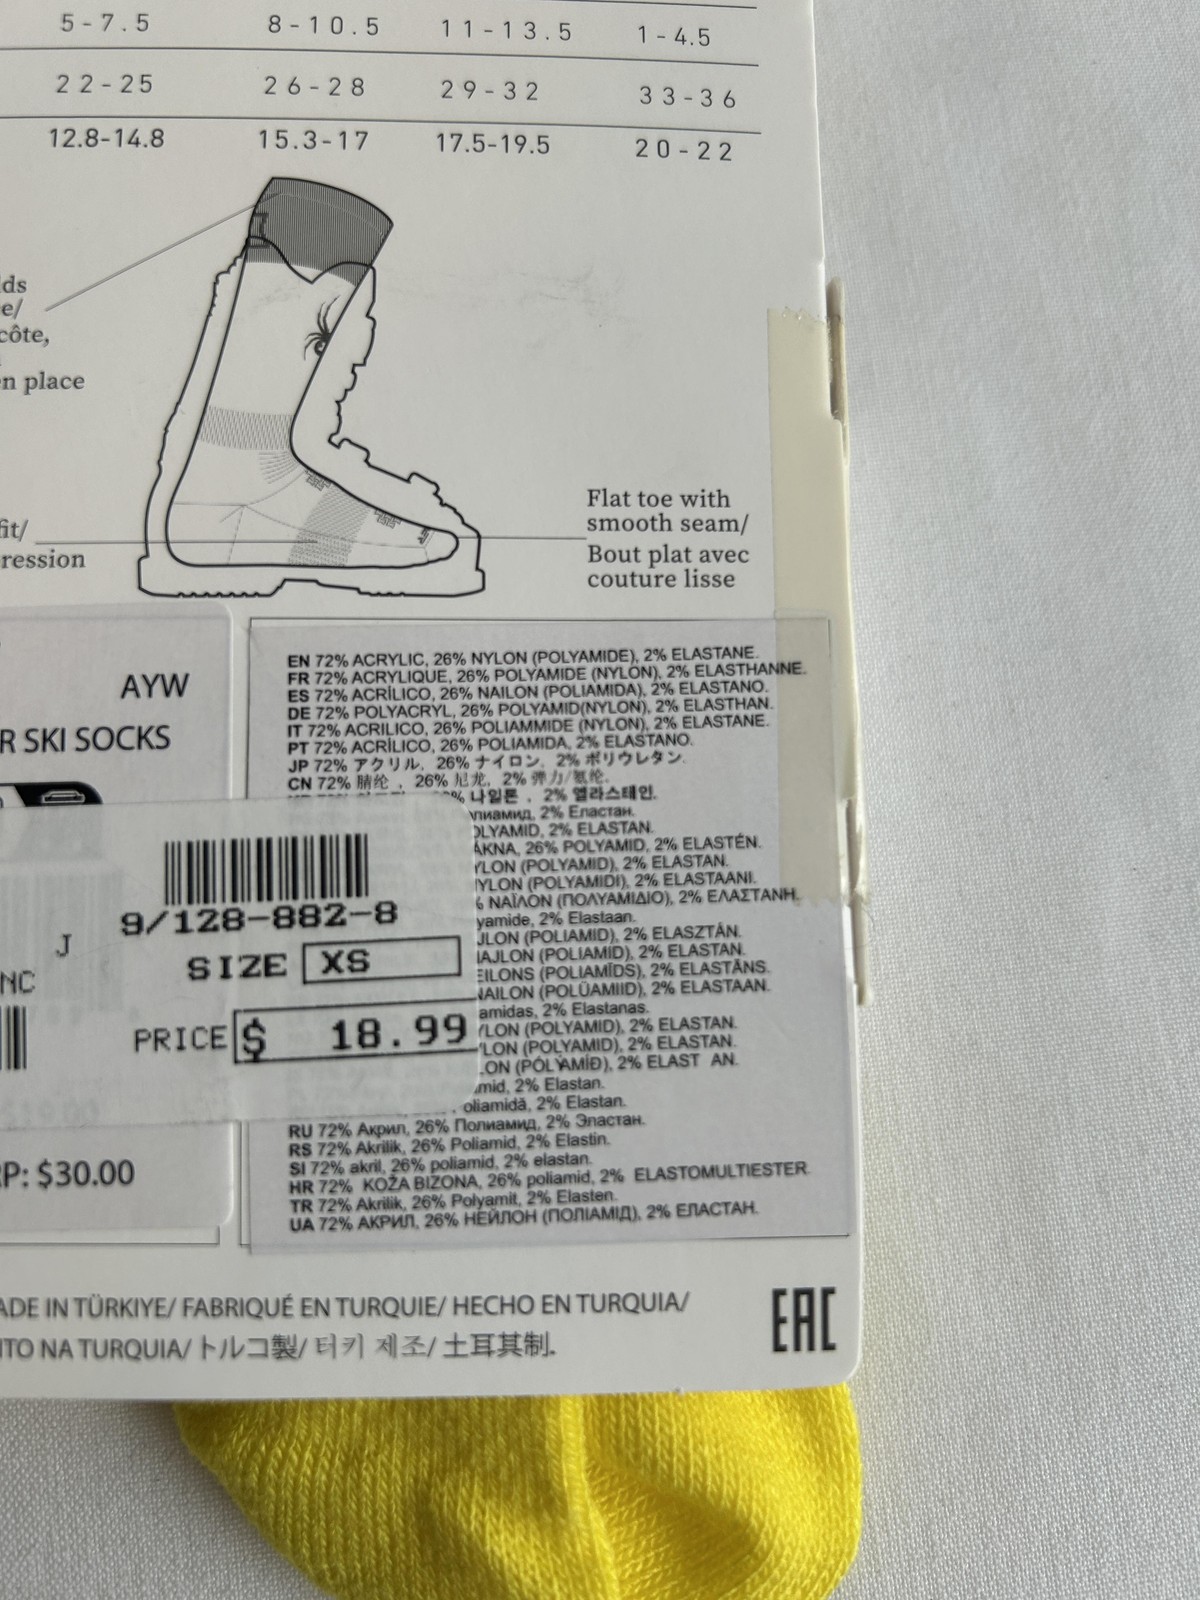 5-7.5 8-10.5 11-13.5 1-4.5
22-25 26-28 29-32 33-36
12.8-14.8 15.3-17 17.5-19.5 20-22
lds
e/
côte,
n place
fit/
ression
Flat toe with
smooth seam/
Bout plat avec
couture lisse
AYW
R SKI SOCKS
J
NC
9/128-882-8
SIZE XS
PRICE $ 18.99
RP: $30.00
EN 72% ACRYLIC, 26% NYLON (POLYAMIDE), 2% ELASTANE.
FR 72% ACRYLIQUE, 26% POLYAMIDE (NYLON), 2% ELASTHANNE.
ES 72% ACRÍLICO, 26% NAILON (POLIAMIDA), 2% ELASTANO.
DE 72% POLYACRYL, 26% POLYAMID(NYLON), 2% ELASTHAN.
IT 72% ACRILICO, 26% POLIAMMIDE (NYLON), 2% ELASTANE.
PT 72% ACRÍLICO, 26% POLIAMIDA, 2% ELASTANO.
JP 72% アクリル, 26% ナイロン, 2% ポリウレタン.
CN 72% 腈纶 , 26% 尼龙, 2% 弹力/氨纶.
% 나일론 , 2% 엘라스테인.
лиамид, 2% Еластан.
OLYAMID, 2% ELASTAN.
ÁKNA, 26% POLYAMID, 2% ELASTÉN.
YLON (POLYAMID), 2% ELASTAN.
NYLON (POLYAMIDI), 2% ELASTAANI.
% ΝΑΪΛΟΝ (ΠΟΛΥΑΜΙΔΙΟ), 2% ΕΛΑΣΤΑΝΗ.
yamide, 2% Elastaan.
JLON (POLIAMID), 2% ELASZTÁN.
NAJLON (POLIAMID), 2% ELASTAN.
EILONS (POLIAMĪDS), 2% ELASTĀNS.
NAILON (POLÜAMIID), 2% ELASTAAN.
amidas, 2% Elastanas.
YLON (POLYAMID), 2% ELASTAN.
YLON (POLYAMID), 2% ELASTAN.
LON (PÓLÝAMÍÐ), 2% ELAST AN.
mid, 2% Elastan.
oliamidă, 2% Elastan.
RU 72% Акрил, 26% Полиамид, 2% Эластан.
RS 72% Akrilik, 26% Poliamid, 2% Elastin.
SI 72% akril, 26% poliamid, 2% elastan.
HR 72% KOŽA BIZONA, 26% poliamid, 2% ELASTOMULTIESTER.
TR 72% Akrilik, 26% Polyamit, 2% Elasten.
UA 72% АКРИЛ, 26% НЕЙЛОН (ПОЛІАМІД), 2% ЕЛАСТАН.
ADE IN TÜRKIYE/ FABRIQUÉ EN TURQUIE/ HECHO EN TURQUIA/
ITO NA TURQUIA/ トルコ製/ 터키 제조/ 土耳其制.
EAC